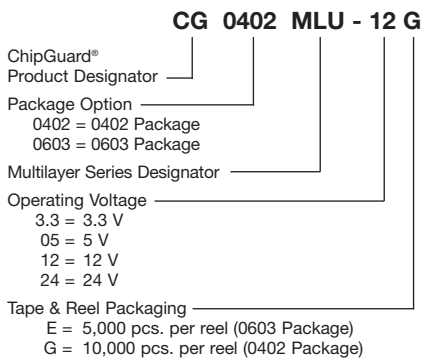 CG 0402 MLU - 12 G
ChipGuard®
Product Designator
Package Option
0402 = 0402 Package
0603 = 0603 Package
Multilayer Series Designator
Operating Voltage
3.3 = 3.3 V
05 = 5 V
12 = 12 V
24 = 24 V
Tape & Reel Packaging
E = 5,000 pcs. per reel (0603 Package)
G = 10,000 pcs. per reel (0402 Package)